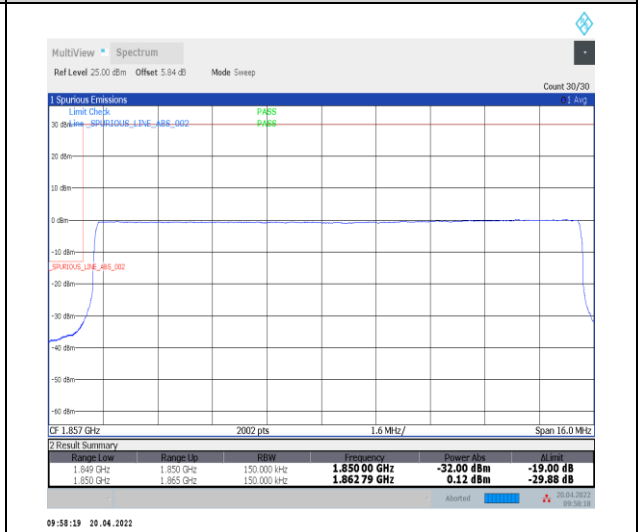 MultiView Spectrum
Ref Level 25.00 dBm Offset 5.94 dB Mode Sweep
Count 30/30
1 Spurious Emissions 1 Avg
Limit Check PASS
30 dBm Line _SPURIOUS_LINE_ABS_002 PASS
20 dBm
10 dBm
0 dBm
-10 dBm
_SPURIOUS_LINE_ABS_002
-20 dBm
-30 dBm
-40 dBm
-50 dBm
-60 dBm
CF 1.857 GHz 2002 pts 1.6 MHz/ Span 16.0 MHz
2 Result Summary
Range Low Range Up RBW Frequency Power Abs ΔLimit
1.849 GHz 1.850 GHz 150.000 kHz 1.850 00 GHz -32.00 dBm -19.00 dB
1.850 GHz 1.865 GHz 150.000 kHz 1.862 79 GHz 0.12 dBm -29.88 dB
Aborted 20.04.2022
09:58:18
09:58:19 20.04.2022